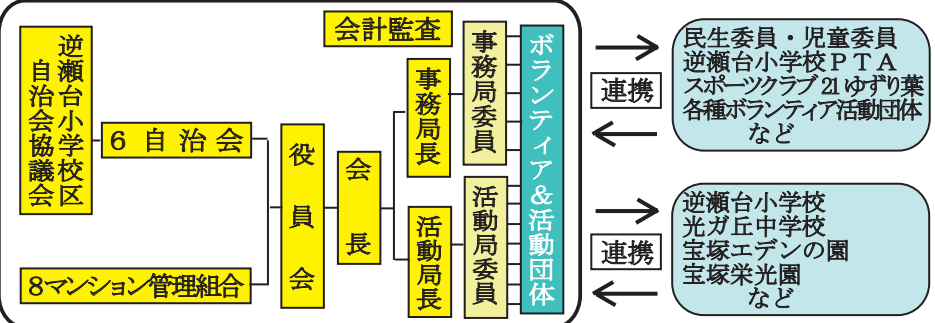 逆瀬台小学校区
自治会協議会
6 自治会
8マンション管理組合
役員会
会長
会計監査
事務局長
活動局長
事務局委員
活動局委員
ボランティア&活動団体
連携
民生委員・児童委員
逆瀬台小学校PTA
スポーツクラブ21ゆずり葉
各種ボランティア活動団体
など
連携
逆瀬台小学校
光ガ丘中学校
宝塚エデンの園
宝塚栄光園
など